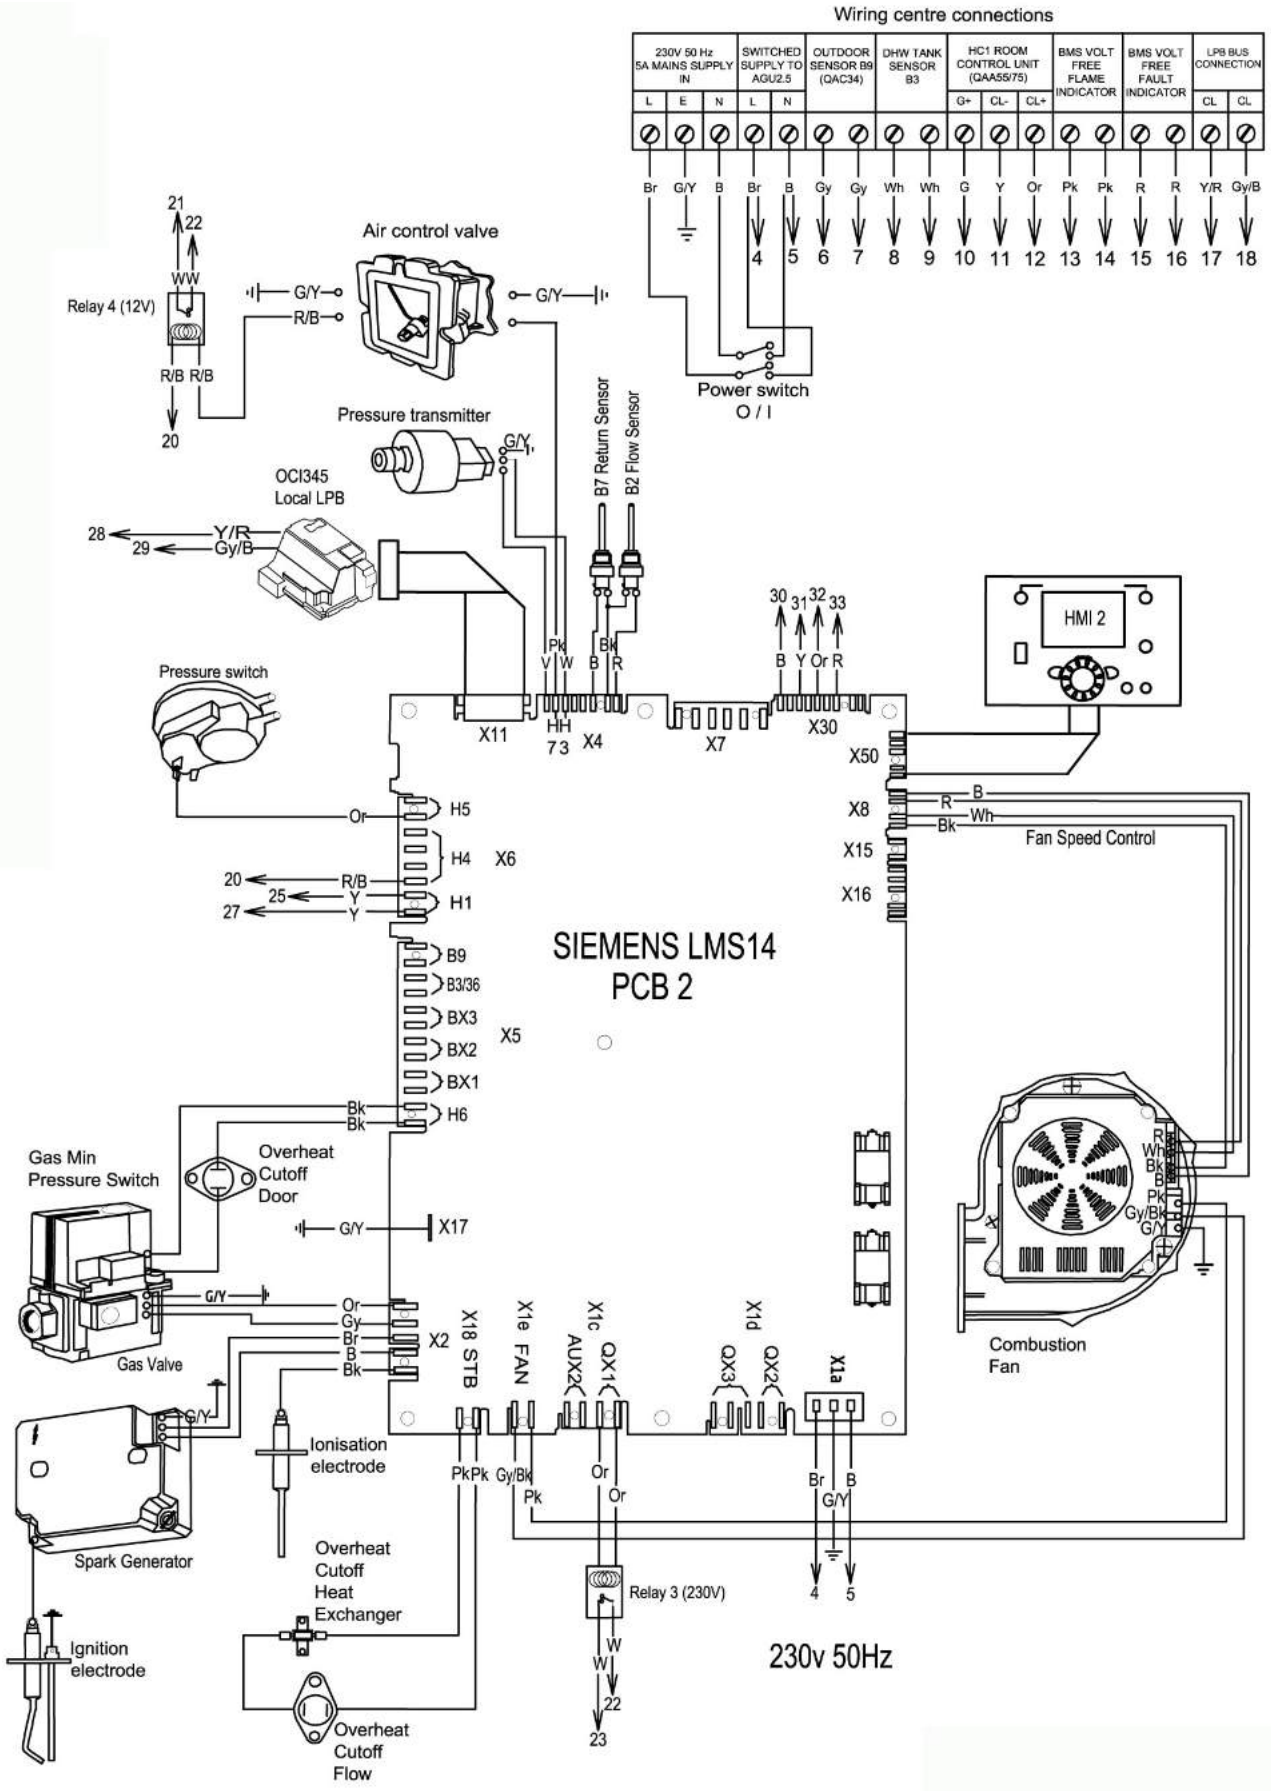 Wiring centre connections
230V 50 Hz
5A MAINS SUPPLY
IN
SWITCHED
SUPPLY TO
AGU2.5
OUTDOOR
SENSOR B9
(QAC34)
DHW TANK
SENSOR
B3
HC1 ROOM
CONTROL UNIT
(QAA55/75)
BMS VOLT
FREE
FLAME
INDICATOR
BMS VOLT
FREE
FAULT
INDICATOR
LPB BUS
CONNECTION
L E N L N G+ CL- CL+ CL CL
Br G/Y B Br B Gy Gy Wh Wh G Y Or Pk Pk R R Y/R Gy/B
4 5 6 7 8 9 10 11 12 13 14 15 16 17 18
Power switch
O / I
21
22
W W
Relay 4 (12V)
R/B R/B
20
Air control valve
G/Y
R/B
G/Y
Pressure transmitter
G/Y
OCI345
Local LPB
28 Y/R
29 Gy/B
B7 Return Sensor
B2 Flow Sensor
Pk Bk
V W B R
30 31 32 33
B Y Or R
HMI 2
Pressure switch
X11
H H
7 3
X4
X7
X30
X50
X8
X15
X16
B
R
Wh
Bk
Fan Speed Control
Or
H5
H4
X6
20 R/B
25 Y
27 Y
H1
SIEMENS LMS14
PCB 2
B9
B3/36
BX3
X5
BX2
BX1
Bk
Bk
H6
Overheat
Cutoff
Door
Gas Min
Pressure Switch
G/Y
X17
R
Wh
Bk
B
Pk
Gy/Bk
G/Y
Combustion
Fan
G/Y
Or
Gy
Br
B
Bk
X2
Gas Valve
X18 STB
X1e FAN
X1c
AUX2
QX1
X1d
QX3
QX2
X1a
G/Y
Spark Generator
Ionisation
electrode
Pk Pk
Gy/Bk
Pk
Or
Or
Br
G/Y
B
4 5
Overheat
Cutoff
Heat
Exchanger
Relay 3 (230V)
W
W
22
23
230v 50Hz
Ignition
electrode
Overheat
Cutoff
Flow